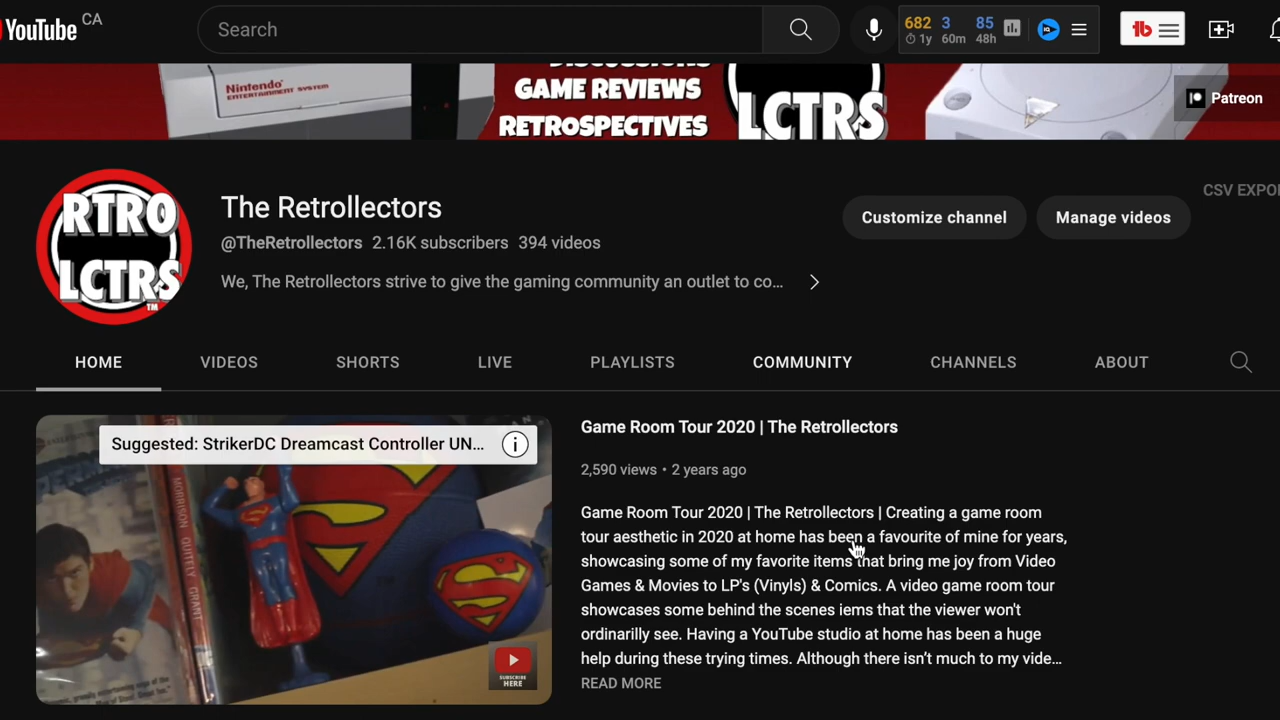 YouTube CA
Search
682 3 85
1y 60m 48h
Nintendo
ENTERTAINMENT SYSTEM
DISCUSSIONS
GAME REVIEWS
RETROSPECTIVES
LCTRS
Patreon
RTRO
LCTRS
TM
The Retrollectors
@TheRetrollectors 2.16K subscribers 394 videos
We, The Retrollectors strive to give the gaming community an outlet to co...
Customize channel
Manage videos
CSV EXPO
HOME VIDEOS SHORTS LIVE PLAYLISTS COMMUNITY CHANNELS ABOUT
Suggested: StrikerDC Dreamcast Controller UN...
MORRISON QUITELY GRANT
SUBSCRIBE
HERE
Game Room Tour 2020 | The Retrollectors
2,590 views • 2 years ago
Game Room Tour 2020 | The Retrollectors | Creating a game room
tour aesthetic in 2020 at home has been a favourite of mine for years,
showcasing some of my favorite items that bring me joy from Video
Games & Movies to LP's (Vinyls) & Comics. A video game room tour
showcases some behind the scenes iems that the viewer won't
ordinarilly see. Having a YouTube studio at home has been a huge
help during these trying times. Although there isn't much to my vide...
READ MORE